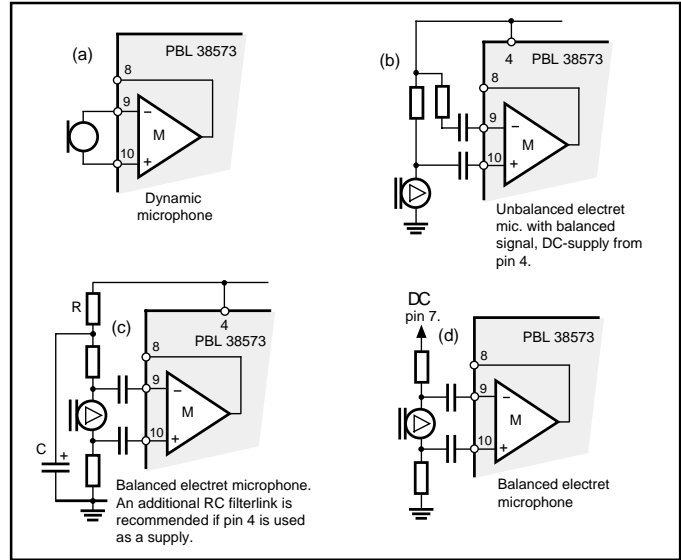 (a)
PBL 38573
8
9
M
10
Dynamic
microphone
(b)
4
PBL 38573
8
9
M
10
Unbalanced electret
mic. with balanced
signal, DC-supply from
pin 4.
R
(c)
4
PBL 38573
8
9
M
10
C
+
Balanced electret microphone.
An additional RC filterlink is
recommended if pin 4 is used
as a supply.
DC
pin 7.
(d)
PBL 38573
8
9
M
10
Balanced electret
microphone